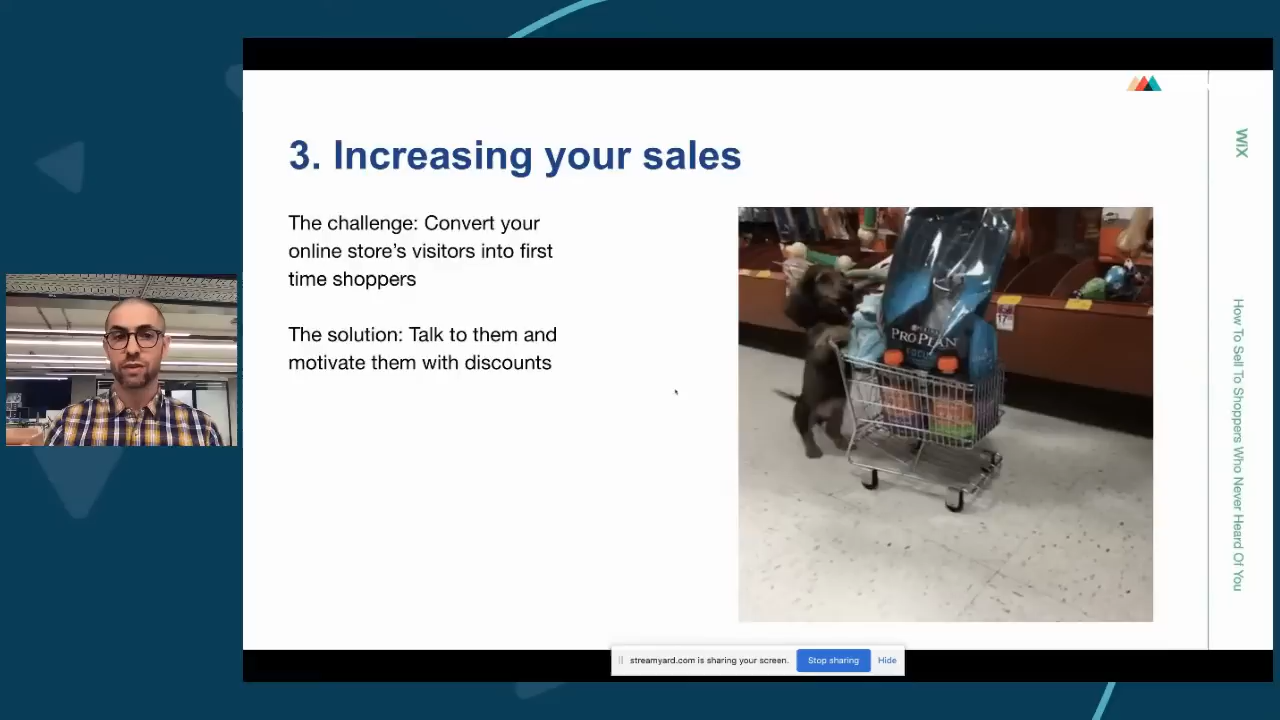 3. Increasing your sales
The challenge: Convert your
online store's visitors into first
time shoppers
The solution: Talk to them and
motivate them with discounts
PRO PLAN
FOCUS
17
WIX
How To Sell To Shoppers Who Never Heard Of You
streamyard.com is sharing your screen.
Stop sharing
Hide